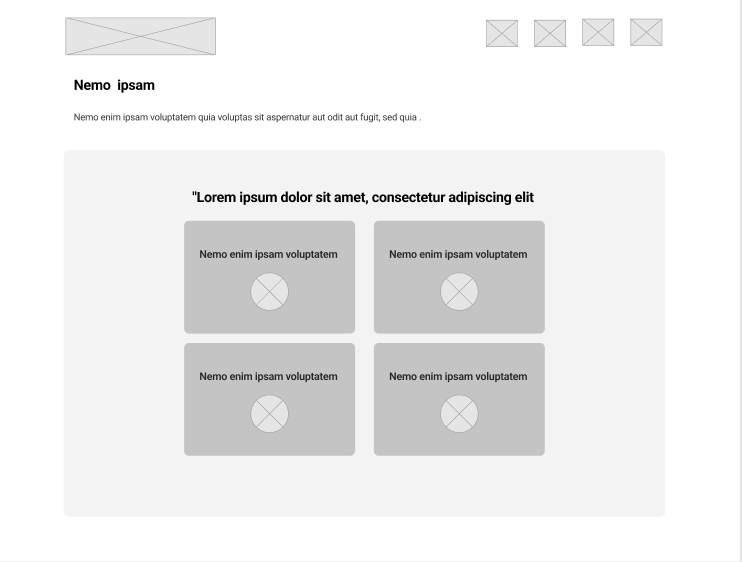 Nemo  ipsam
Nemo enim ipsam voluptatem quia voluptas sit aspernatur aut odit aut fugit, sed quia .
"Lorem ipsum dolor sit amet, consectetur adipiscing elit
Nemo enim ipsam voluptatem
Nemo enim ipsam voluptatem
Nemo enim ipsam voluptatem
Nemo enim ipsam voluptatem